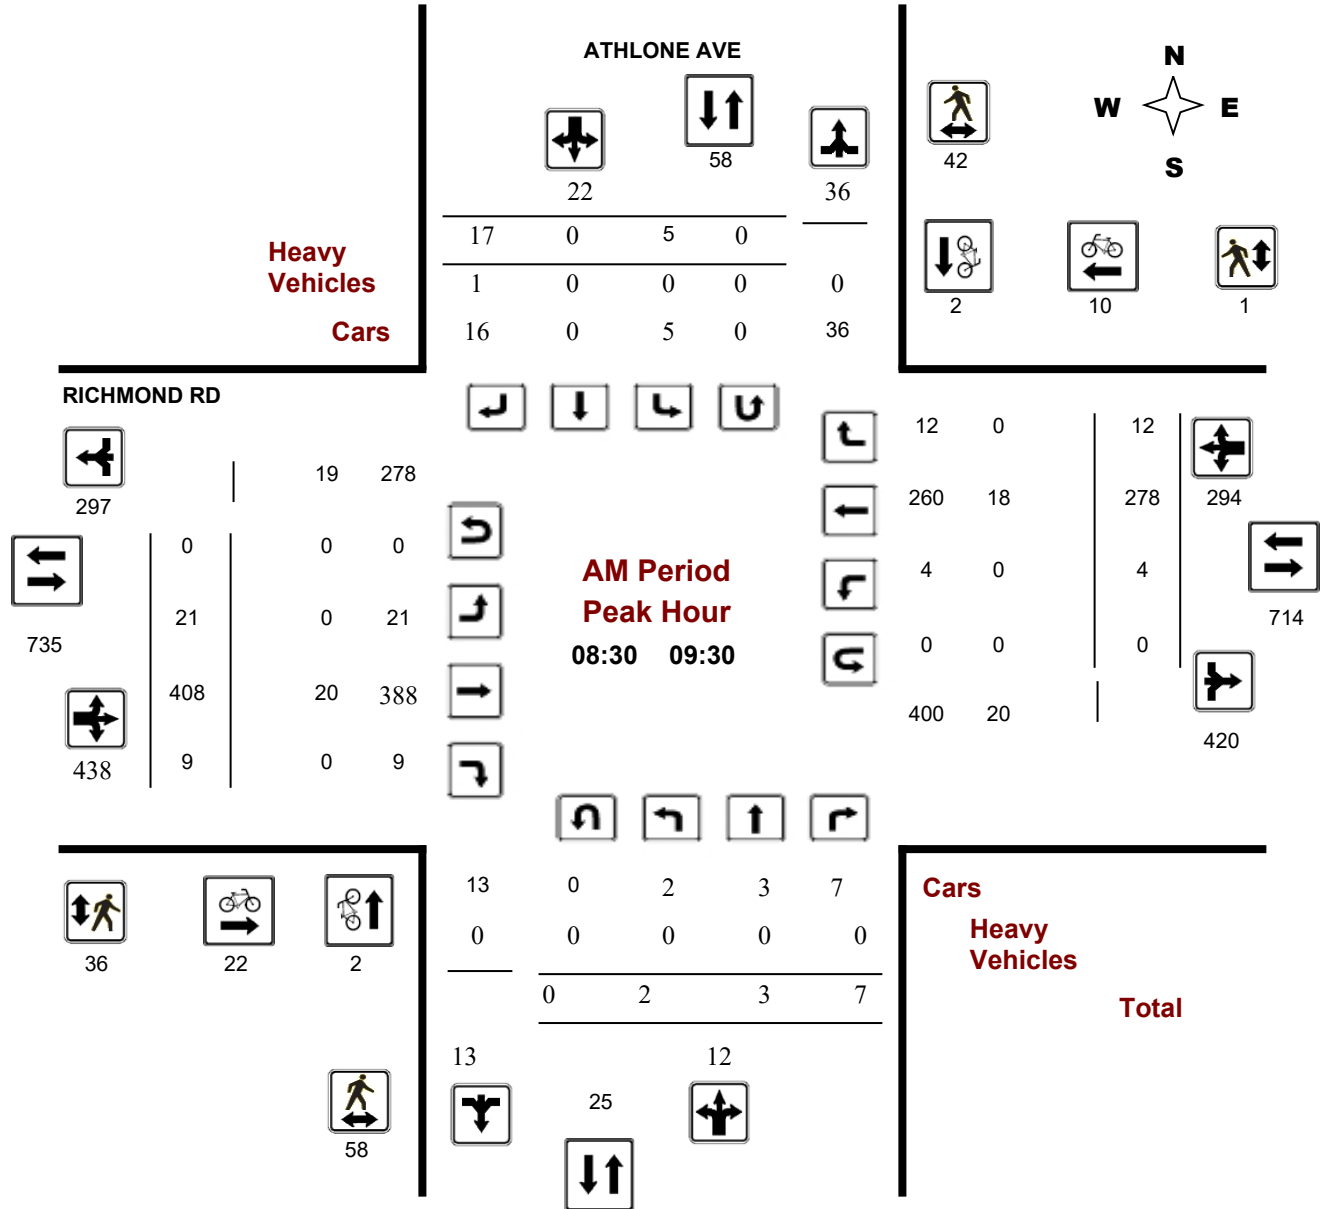 ATHLONE AVE
N
W E
S
58
42
22 36
17 0 5 0
Heavy
Vehicles
1 0 0 0 0
2 10 1
Cars
16 0 5 0 36
RICHMOND RD
12 0 12
19 278
297
260 18 278 294
0 0 0
AM Period
4 0 4
Peak Hour
21 0 21
714
735
08:30 09:30
0 0 0
408 20 388
400 20
420
438 9 0 9
13 0 2 3 7
Cars
0 0 0 0 0
Heavy
Vehicles
36 22 2
0 2 3 7
Total
13 12
25
58